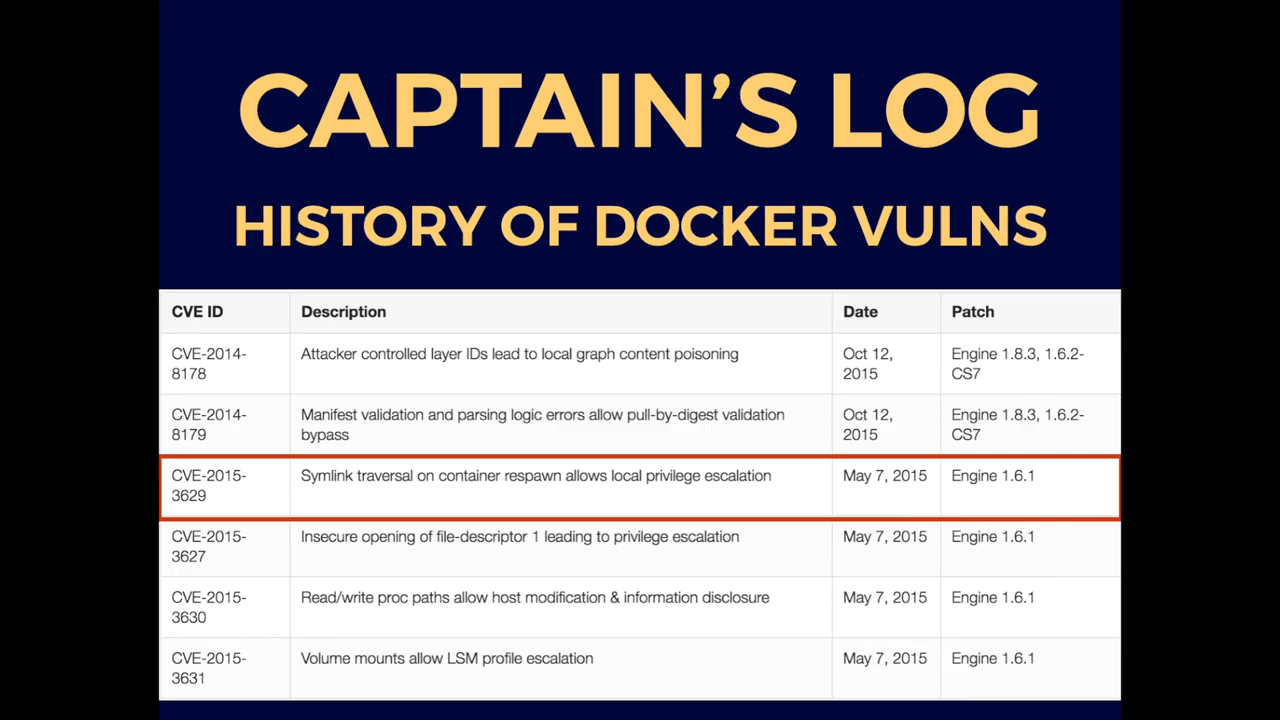 CAPTAIN’S LOG
HISTORY OF DOCKER VULNS
CVE ID Description Date Patch
CVE-2014-
8178
Attacker controlled layer IDs lead to local graph content poisoning
Oct 12,
2015
Engine 1.8.3, 1.6.2-
CS7
CVE-2014-
8179
Manifest validation and parsing logic errors allow pull-by-digest validation
bypass
Oct 12,
2015
Engine 1.8.3, 1.6.2-
CS7
CVE-2015-
3629
Symlink traversal on container respawn allows local privilege escalation
May 7, 2015
Engine 1.6.1
CVE-2015-
3627
Insecure opening of file-descriptor 1 leading to privilege escalation
May 7, 2015
Engine 1.6.1
CVE-2015-
3630
Read/write proc paths allow host modification & information disclosure
May 7, 2015
Engine 1.6.1
CVE-2015-
3631
Volume mounts allow LSM profile escalation
May 7, 2015
Engine 1.6.1